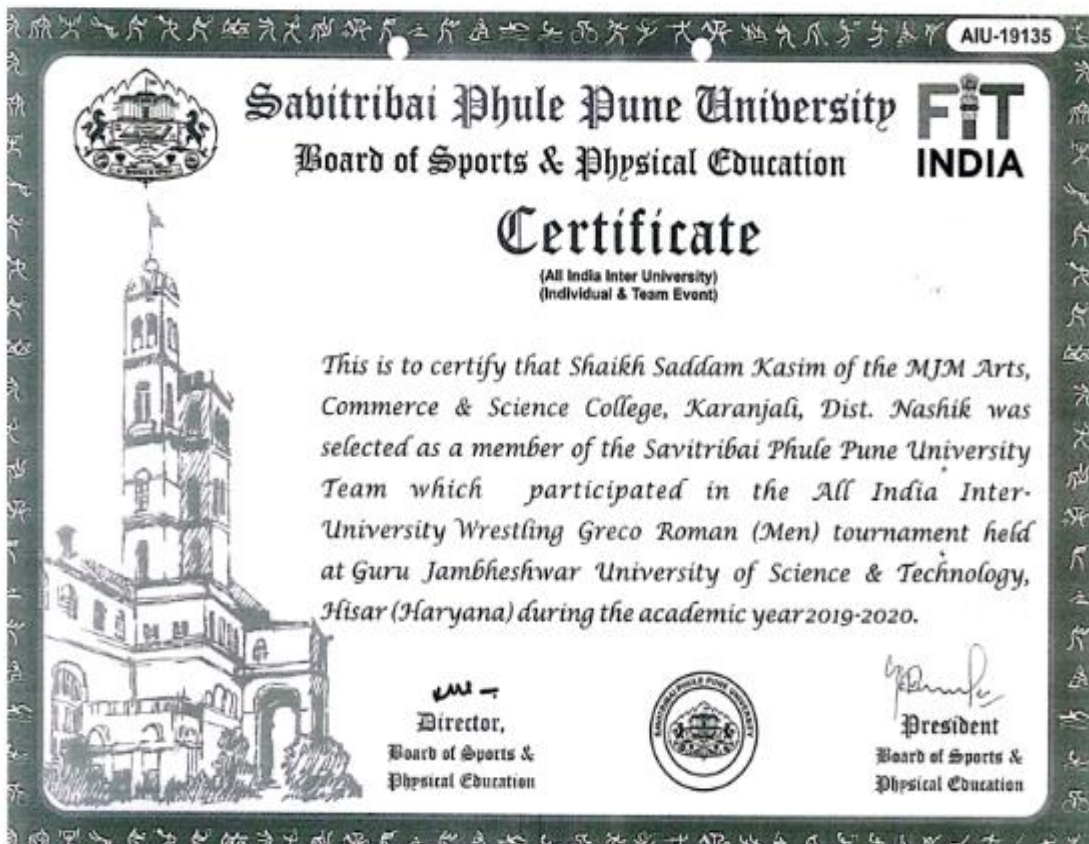 AIU-19135
Savitribai Phule Pune University
FIT
INDIA
Board of Sports & Physical Education
Certificate
(All India Inter University)
(Individual & Team Event)
This is to certify that Shaikh Saddam Kasim of the MJM Arts,
Commerce & Science College, Karanjali, Dist. Nashik was
selected as a member of the Savitribai Phule Pune University
Team which participated in the All India Inter-
University Wrestling Greco Roman (Men) tournament held
at Guru Jambheshwar University of Science & Technology,
Hisar (Haryana) during the academic year 2019-2020.
Director,
Board of Sports &
Physical Education
SAVITRIBAI PHULE PUNE UNIVERSITY
President
Board of Sports &
Physical Education